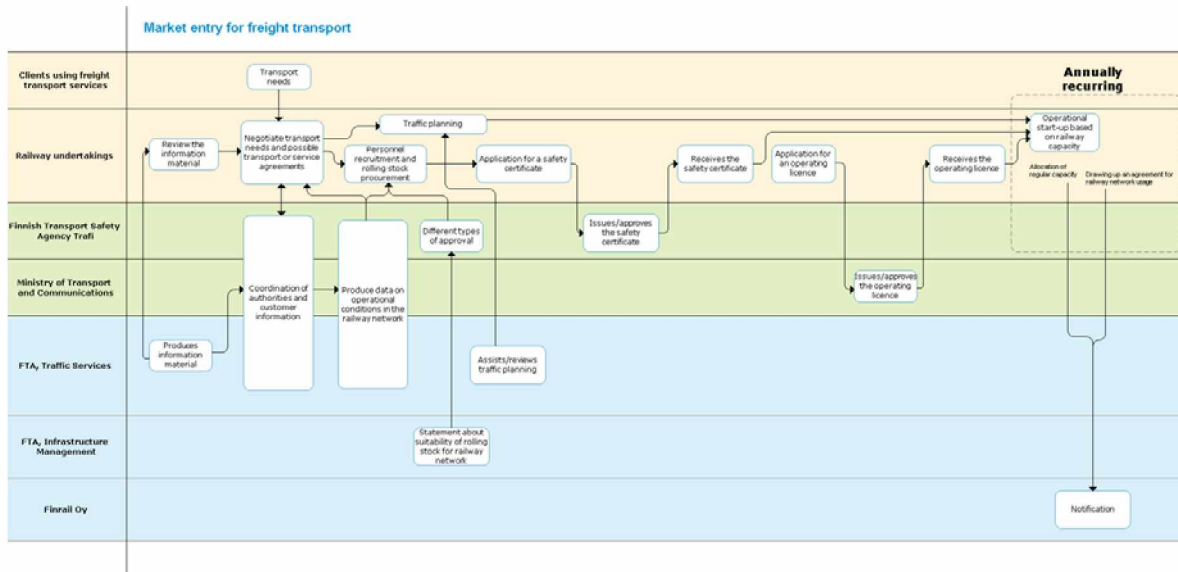 Market entry for freight transport
Clients using freight
transport services
Transport
needs
Annually
recurring
Railway undertakings
Review the
information
material
Negotiate transport
needs and possible
transport or service
agreements
Traffic planning
Personnel
recruitment and
rolling stock
procurement
Application for a safety
certificate
Receives the
safety certificate
Application for
an operating
licence
Receives the
operating licence
Operational
start-up based
on railway
capacity
Allocation of
regular capacity
Drawing up an agreement for
railway network usage
Finnish Transport Safety
Agency Trafi
Different types
of approval
Issues/approves
the safety
certificate
Ministry of Transport
and Communications
Coordination of
authorities and
customer
information
Produce data on
operational
conditions in the
railway network
Issues/approves
the operating
licence
FTA, Traffic Services
Produces
information
material
Assists/reviews
traffic planning
FTA, Infrastructure
Management
Statement about
suitability of rolling
stock for railway
network
Finrail Oy
Notification